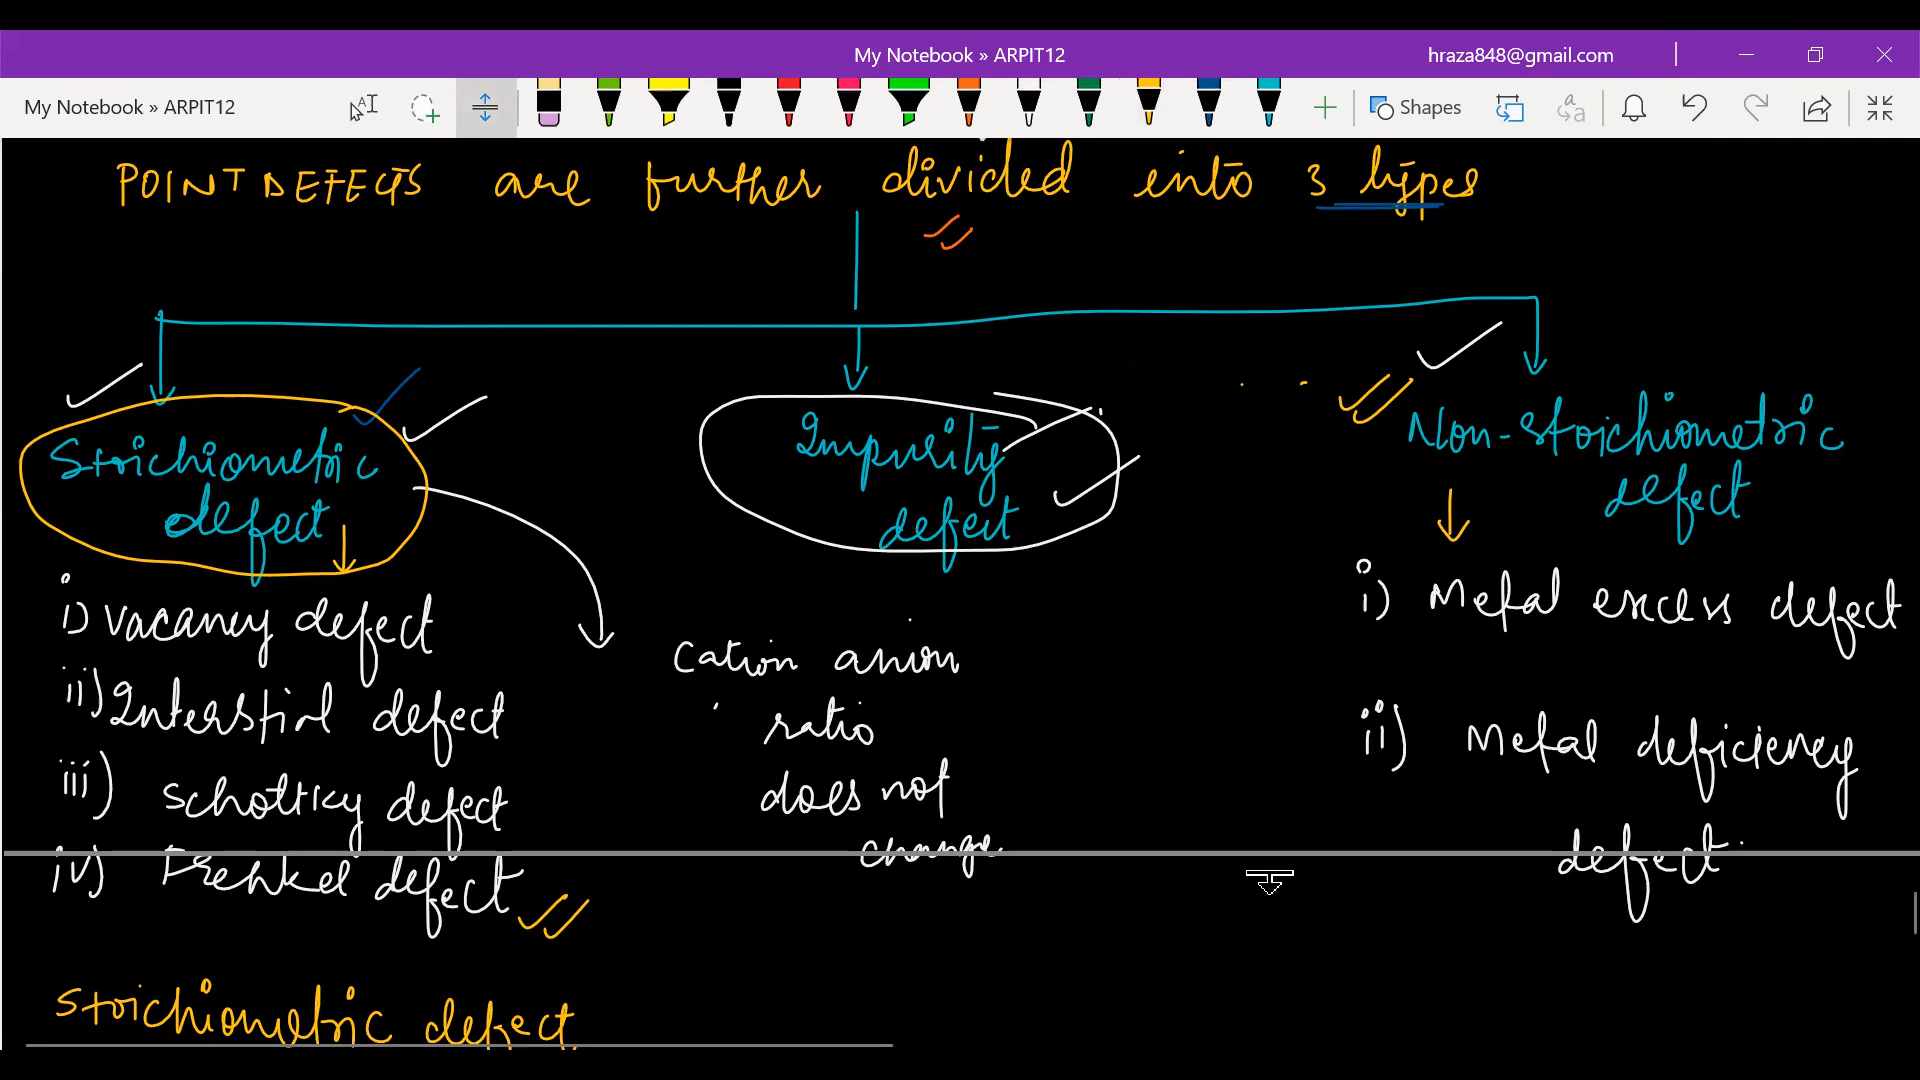 My Notebook » ARPIT12
hraza848@gmail.com
My Notebook » ARPIT12
Shapes
POINT DEFECTS are further divided into 3 types
Stoichiometric
defect
Impurity
defect
Non-stoichiometric
defect
i) vacancy defect
ii) Interstial defect
iii) schottky defect
iv) Frenkel defect
cation anion
ratio
does not
change
i) Metal excess defect
ii) Metal deficiency
defect
stoichiometric defect